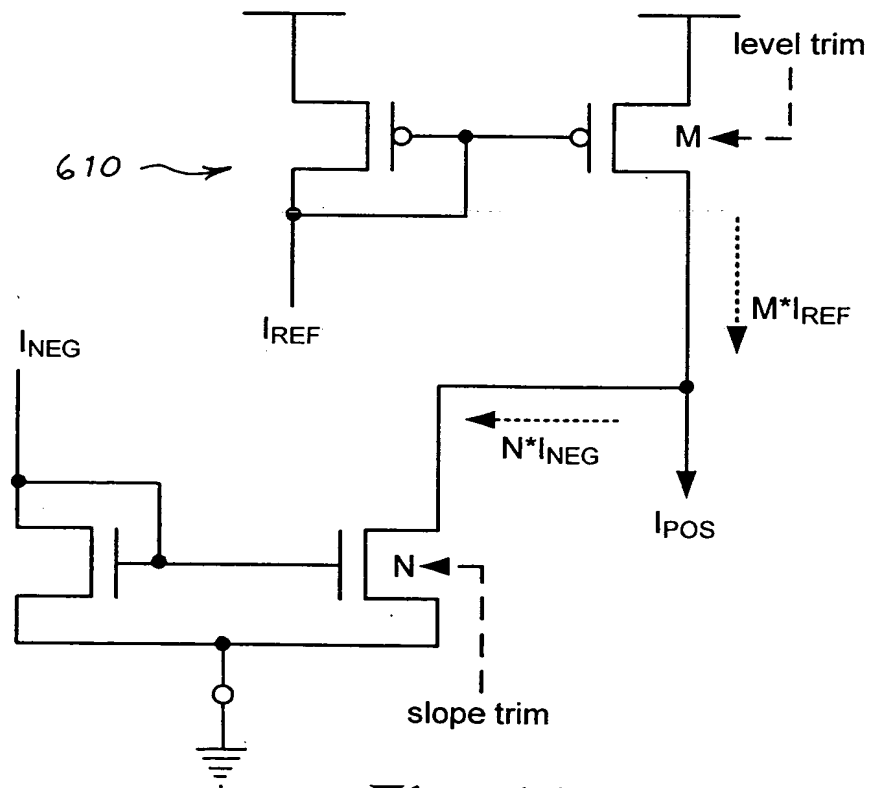 level trim
M
610
M*IREF
IREF
INEG
N*INEG
IPOS
N
slope trim